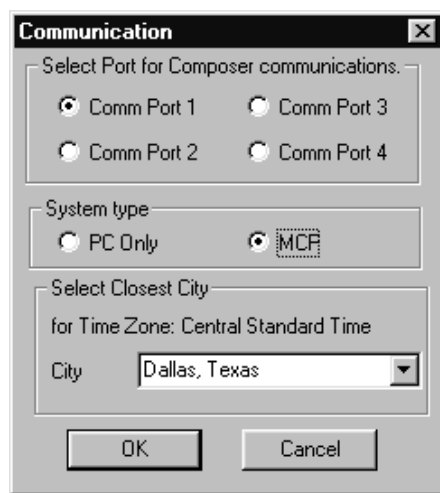 Communication
Select Port for Composer communications.
Comm Port 1 Comm Port 3
Comm Port 2 Comm Port 4
System type
PC Only MCP
Select Closest City
for Time Zone: Central Standard Time
City Dallas, Texas
OK Cancel